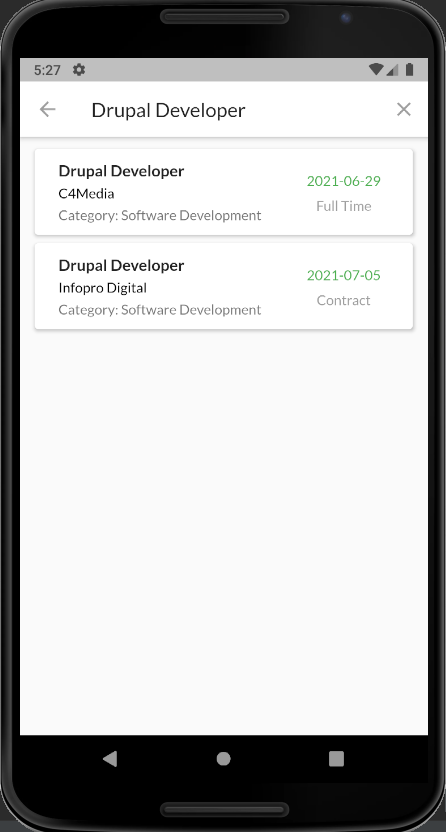 5:27
Drupal Developer
Drupal Developer
C4Media
Category: Software Development
2021-06-29
Full Time
Drupal Developer
Infopro Digital
Category: Software Development
2021-07-05
Contract